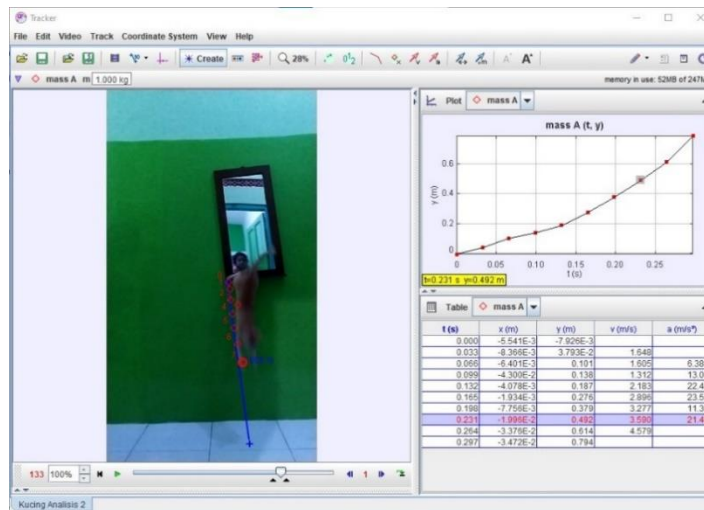 Tracker
File Edit Video Track Coordinate System View Help
Create
28%
mass A m 1.000 kg
memory in use: 52MB of 247M
Plot mass A
mass A (t, y)
y (m)
0.6
0.4
0.2
0
0 0.05 0.10 0.15 0.20 0.25
t (s)
t=0.231 s y=0.492 m
Table mass A
t (s) x (m) y (m) v (m/s) a (m/s²)
0.000 -5.541E-3 -7.926E-3
0.033 -8.366E-3 3.793E-2 1.648
0.066 -6.401E-3 0.101 1.605 6.38
0.099 -4.300E-2 0.138 1.312 13.0
0.132 -4.078E-3 0.187 2.183 22.4
0.165 -1.934E-3 0.276 2.896 23.5
0.198 -7.756E-3 0.379 3.277 11.3
0.231 -1.996E-2 0.492 3.590 21.4
0.264 -3.376E-2 0.614 4.579
0.297 -3.472E-2 0.794
133 100% 1
Kucing Analisis 2